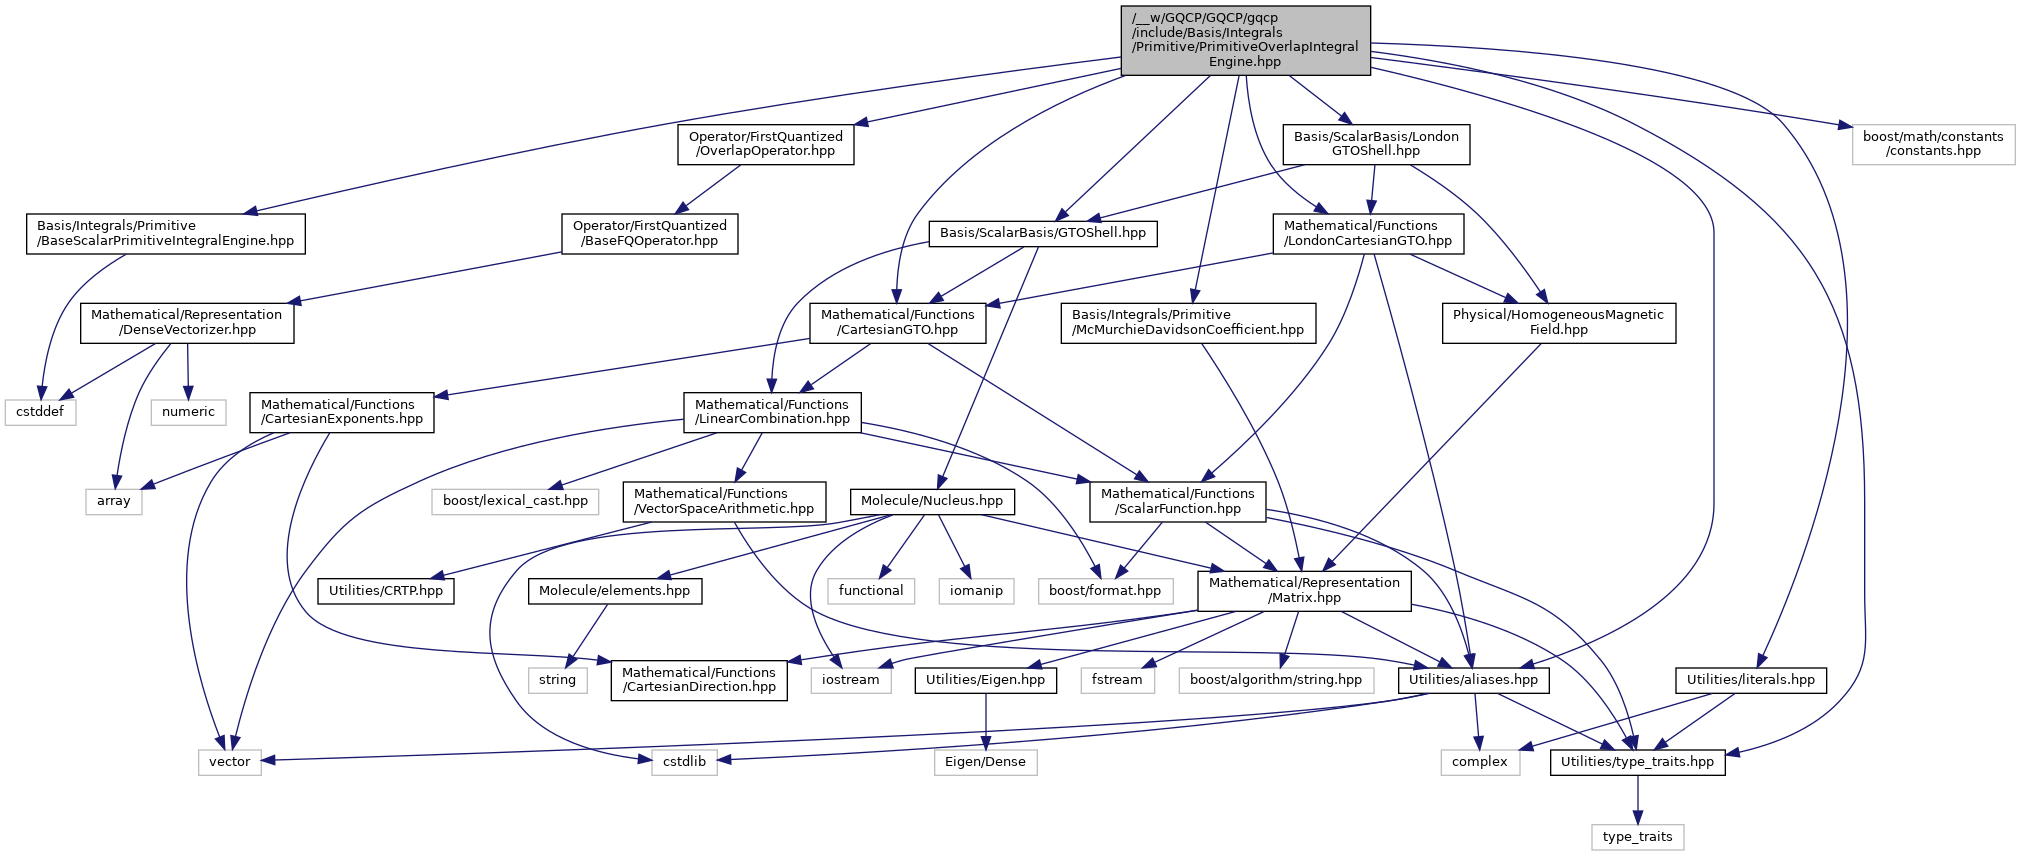 /__w/GQCP/GQCP/gqcp
/include/Basis/Integrals
/Primitive/PrimitiveOverlapIntegral
Engine.hpp
Operator/FirstQuantized
/OverlapOperator.hpp
Basis/ScalarBasis/London
GTOShell.hpp
boost/math/constants
/constants.hpp
Basis/Integrals/Primitive
/BaseScalarPrimitiveIntegralEngine.hpp
Operator/FirstQuantized
/BaseFQOperator.hpp
Basis/ScalarBasis/GTOShell.hpp
Mathematical/Functions
/LondonCartesianGTO.hpp
Mathematical/Representation
/DenseVectorizer.hpp
Mathematical/Functions
/CartesianGTO.hpp
Basis/Integrals/Primitive
/McMurchieDavidsonCoefficient.hpp
Physical/HomogeneousMagnetic
Field.hpp
cstddef
numeric
Mathematical/Functions
/CartesianExponents.hpp
Mathematical/Functions
/LinearCombination.hpp
array
boost/lexical_cast.hpp
Mathematical/Functions
/VectorSpaceArithmetic.hpp
Molecule/Nucleus.hpp
Mathematical/Functions
/ScalarFunction.hpp
Utilities/CRTP.hpp
Molecule/elements.hpp
functional
iomanip
boost/format.hpp
Mathematical/Representation
/Matrix.hpp
string
Mathematical/Functions
/CartesianDirection.hpp
iostream
Utilities/Eigen.hpp
fstream
boost/algorithm/string.hpp
Utilities/aliases.hpp
Utilities/literals.hpp
vector
cstdlib
Eigen/Dense
complex
Utilities/type_traits.hpp
type_traits